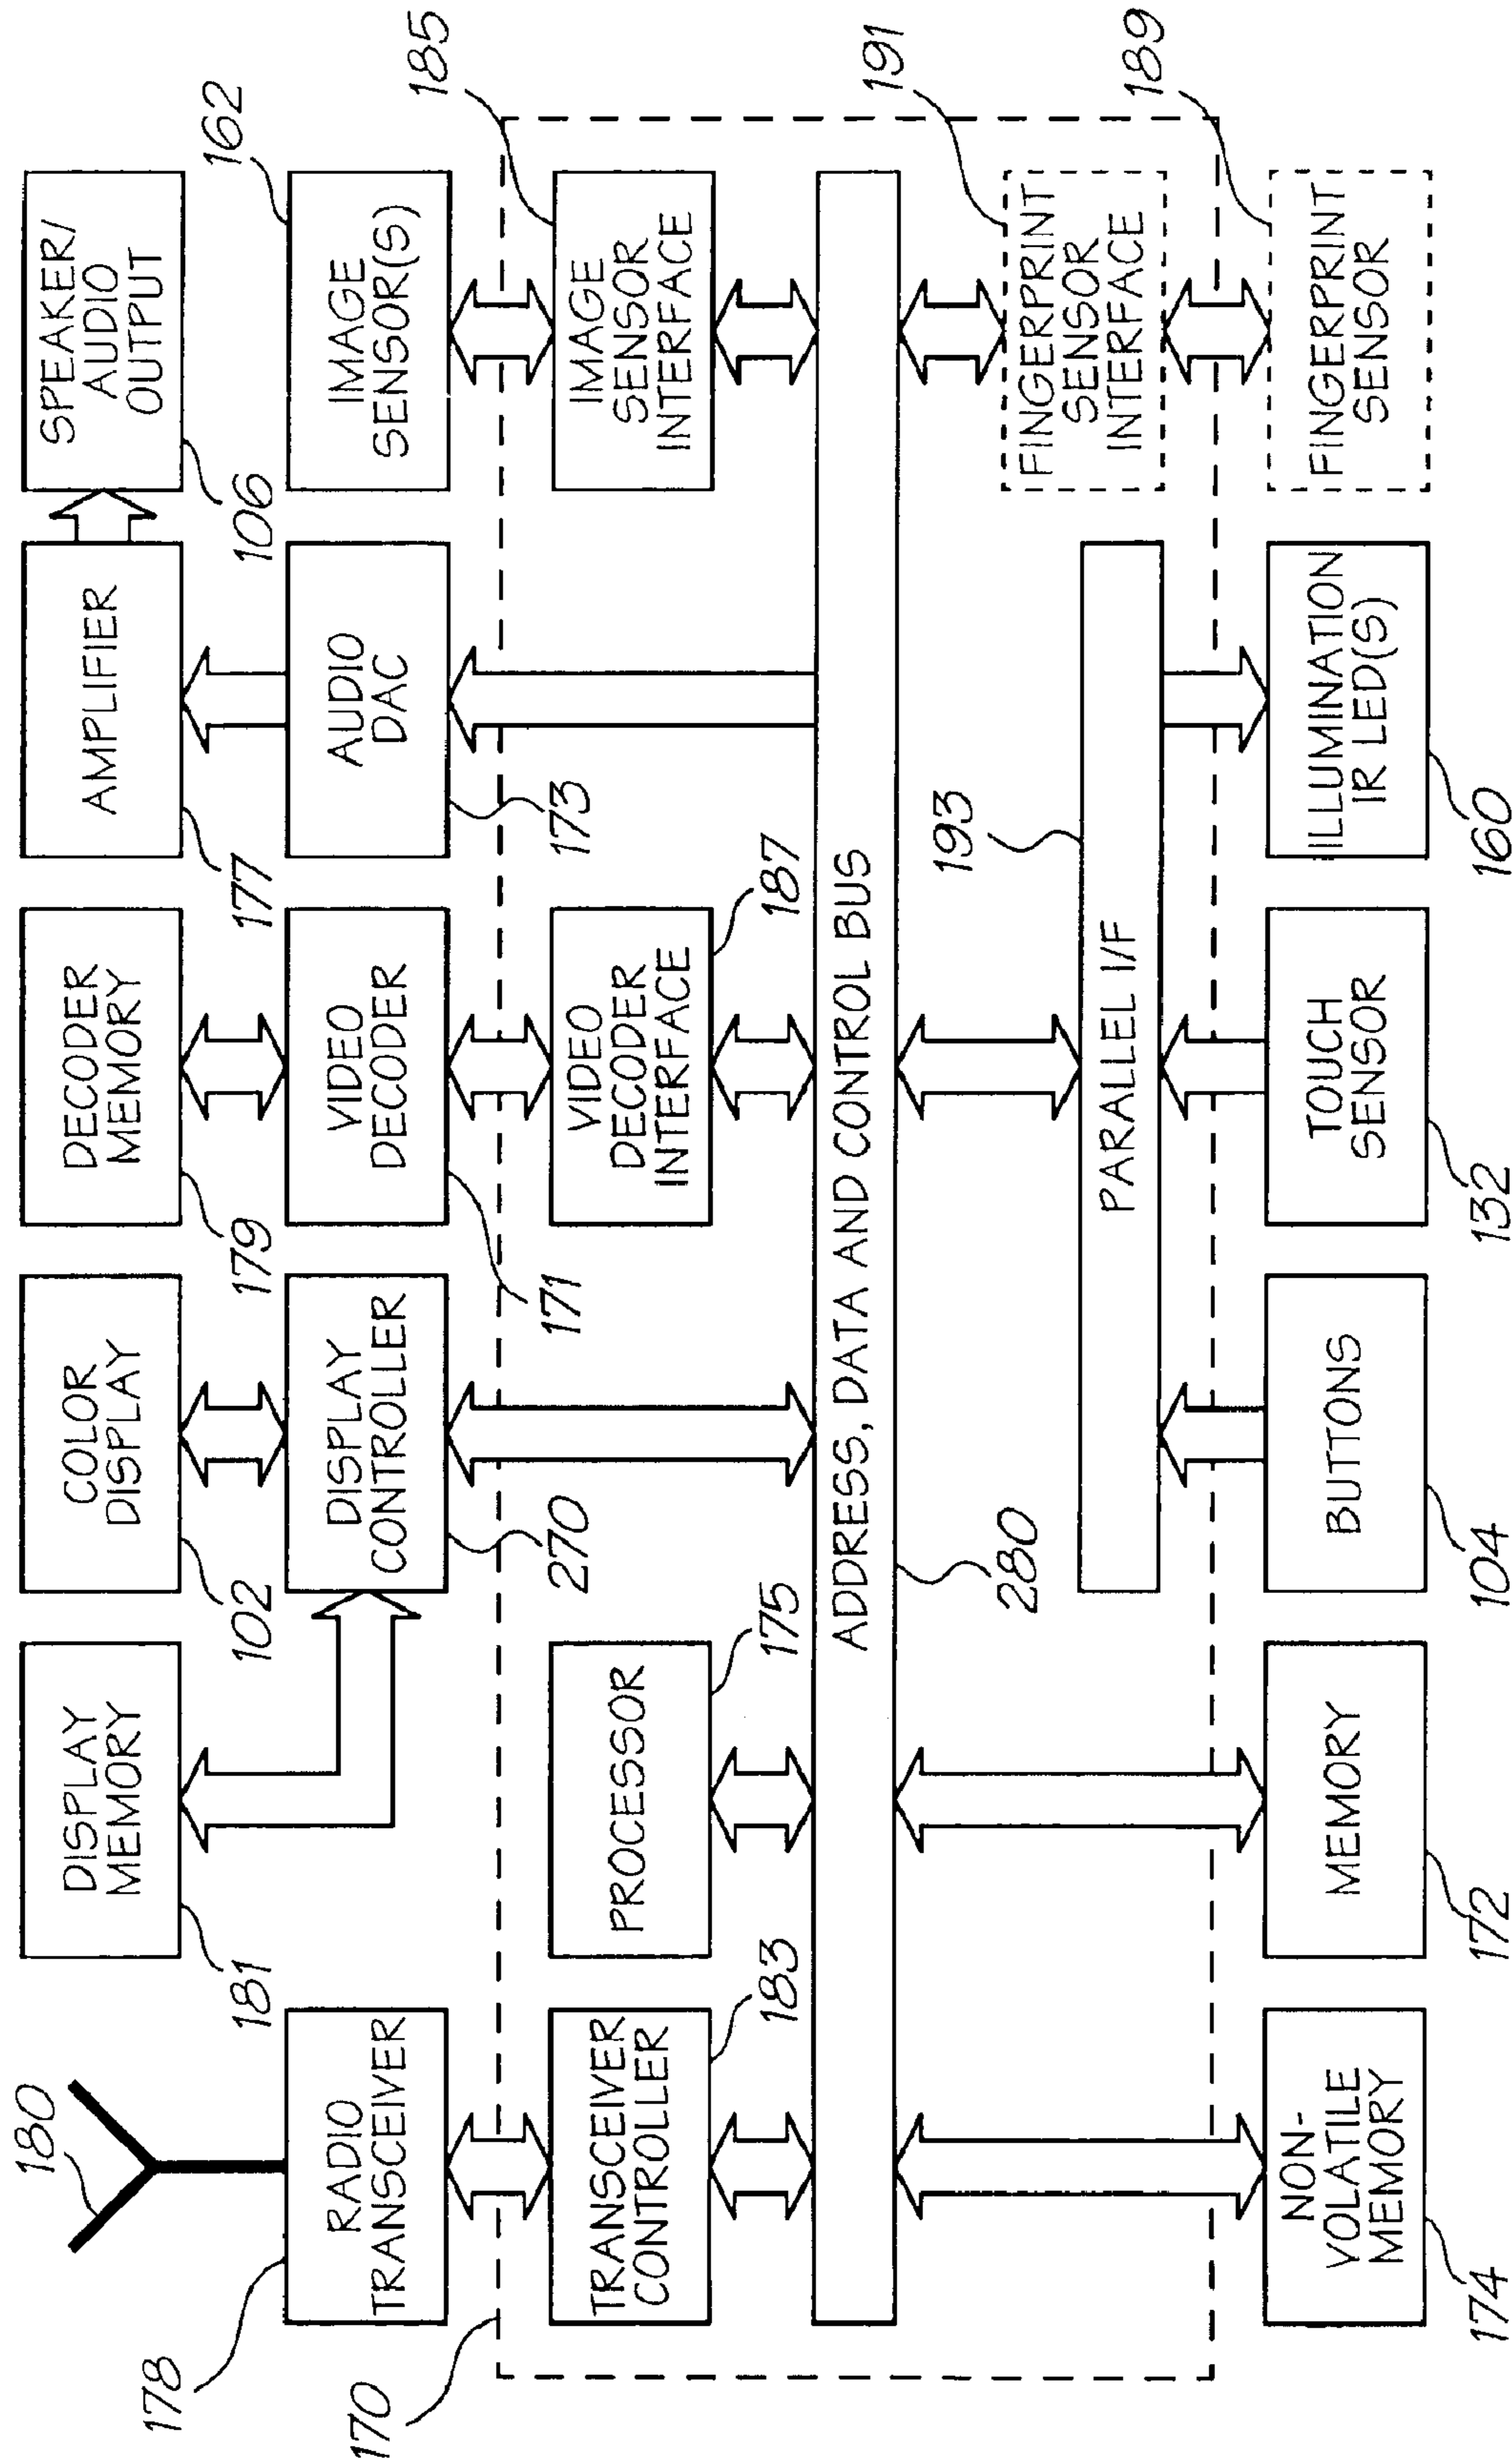 180
178
RADIO
TRANSCEIVER
DISPLAY
MEMORY
181
COLOR
DISPLAY
102
DECODER
MEMORY
179
AMPLIFIER
177
SPEAKER/
AUDIO
OUTPUT
106
DISPLAY
CONTROLLER
270
VIDEO
DECODER
171
AUDIO
DAC
173
IMAGE
SENSOR(S)
162
170
TRANSCEIVER
CONTROLLER
183
PROCESSOR
175
VIDEO
DECODER
INTERFACE
187
IMAGE
SENSOR
INTERFACE
185
ADDRESS, DATA AND CONTROL BUS
280
193
PARALLEL I/F
FINGERPRINT
SENSOR
INTERFACE
191
NON-
VOLATILE
MEMORY
174
MEMORY
172
BUTTONS
104
TOUCH
SENSOR
132
ILLUMINATION
IR LED(S)
160
FINGERPRINT
SENSOR
189